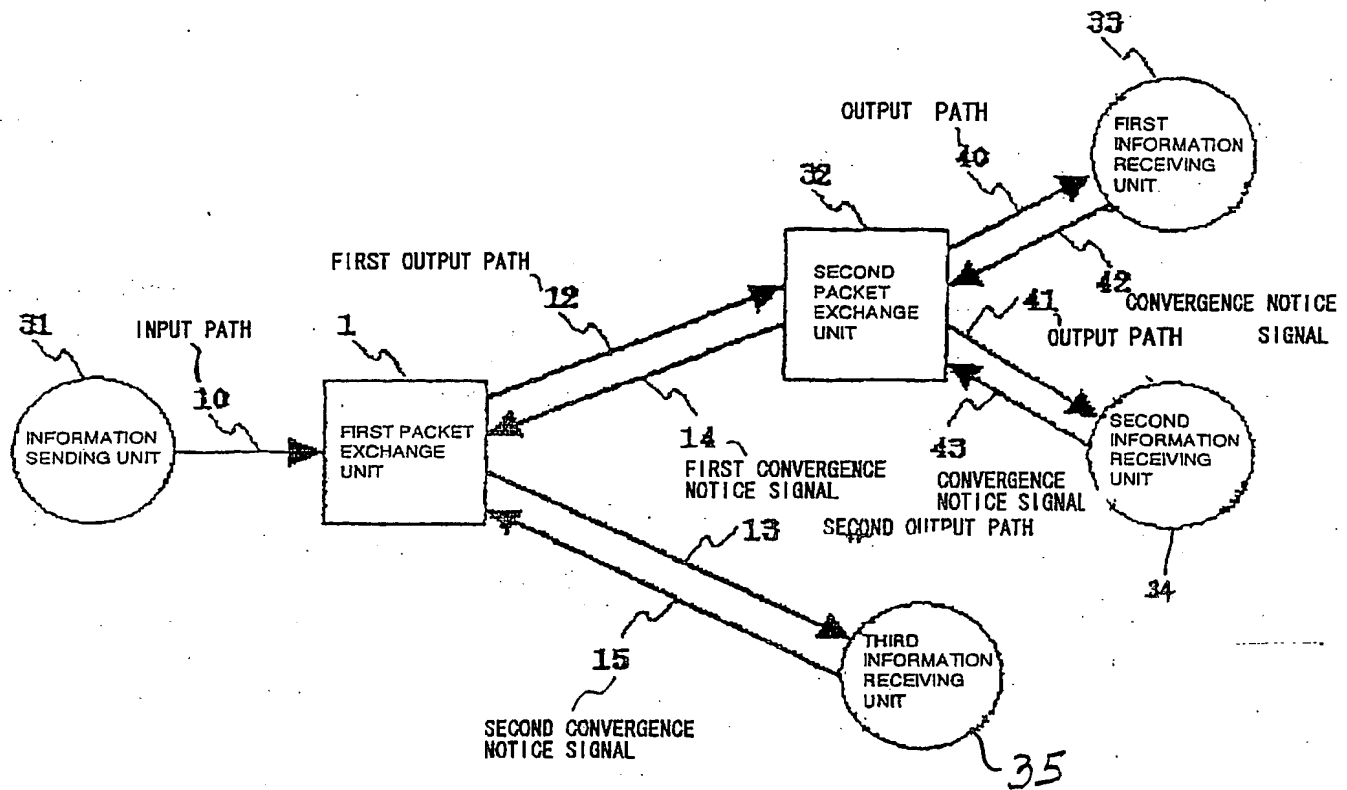 33
OUTPUT PATH
40
FIRST
INFORMATION
RECEIVING
UNIT
32
42
CONVERGENCE NOTICE
SIGNAL
SECOND
PACKET
EXCHANGE
UNIT
41
OUTPUT PATH
FIRST OUTPUT PATH
12
31
INPUT PATH
10
1
INFORMATION
SENDING UNIT
FIRST PACKET
EXCHANGE
UNIT
14
FIRST CONVERGENCE
NOTICE SIGNAL
43
CONVERGENCE
NOTICE SIGNAL
SECOND
INFORMATION
RECEIVING
UNIT
34
13
SECOND OUTPUT PATH
15
SECOND CONVERGENCE
NOTICE SIGNAL
THIRD
INFORMATION
RECEIVING
UNIT
35